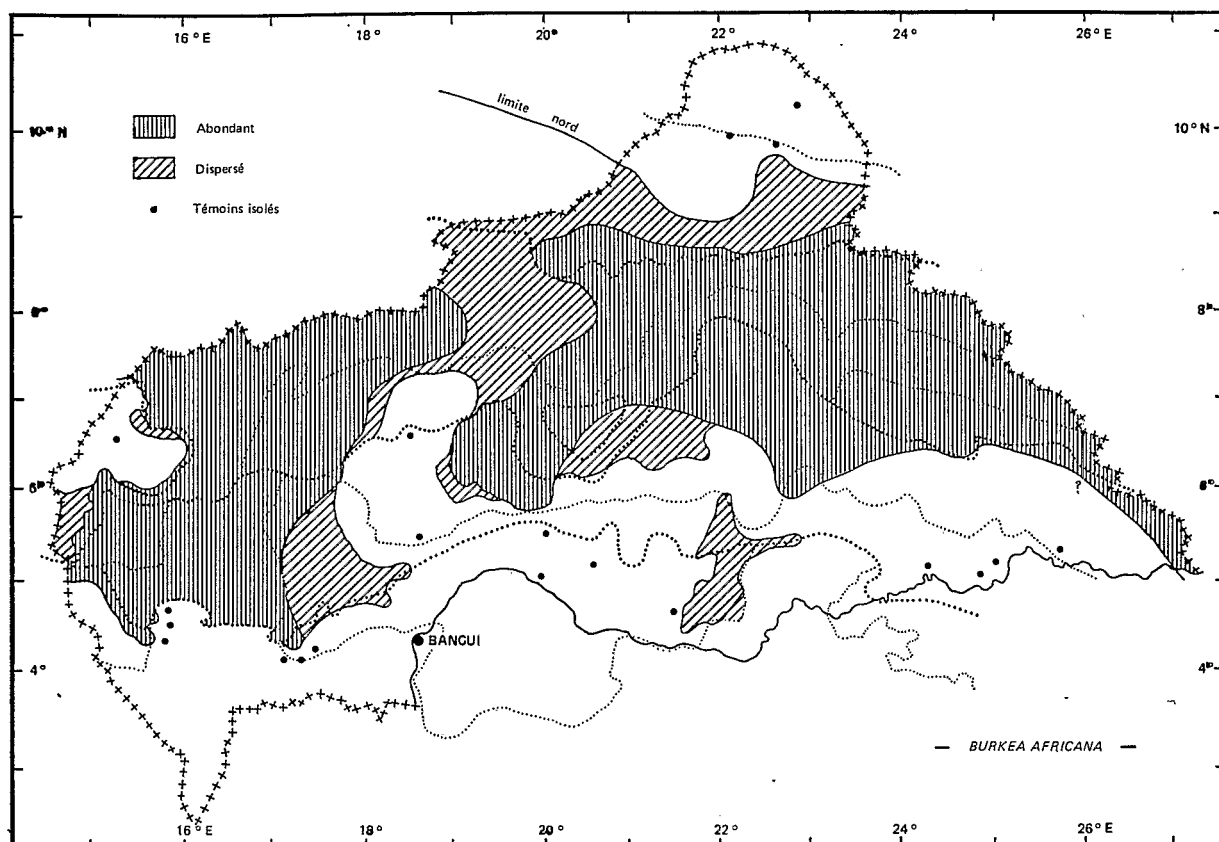 16° E 18° 20° 22° 24° 26° E
limite nord
10° N 10° N
Abondant
Dispersé
Témoins isolés
8° 8°
6° 6°
?
BANGUI
4° 4°
— BURKEA AFRICANA —
16° E 18° 20° 22° 24° 26° E